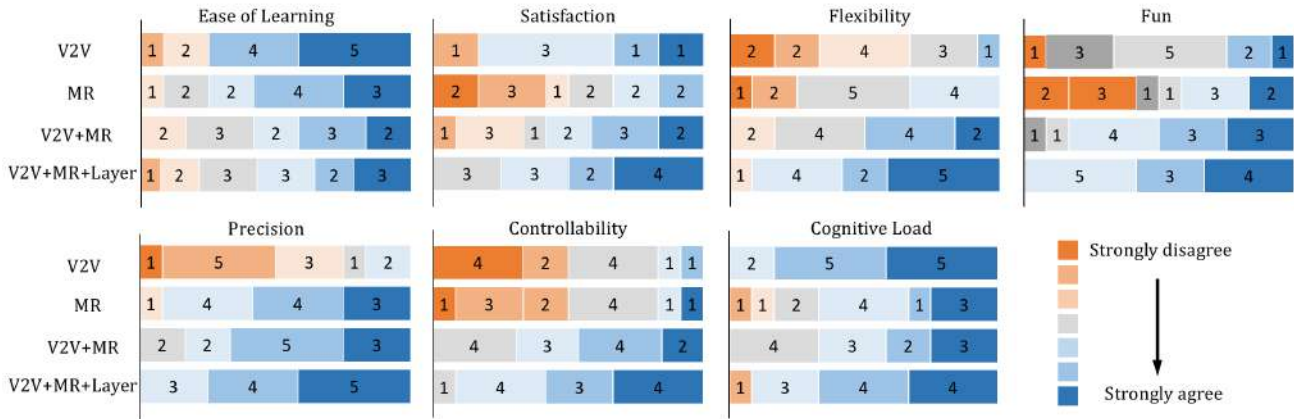 Ease of Learning Satisfaction Flexibility Fun
V2V 1 2 4 5 1 3 1 1 2 2 4 3 1 1 3 5 2 1
MR 1 2 2 4 3 2 3 1 2 2 2 1 2 5 4 2 3 1 1 3 2
V2V+MR 2 3 2 3 2 1 3 1 2 3 2 2 4 4 2 1 1 4 3 3
V2V+MR+Layer 1 2 3 3 2 3 3 3 2 4 1 4 2 5 5 3 4
Precision Controllability Cognitive Load
V2V 1 5 3 1 2 4 2 4 1 1 2 5 5
Strongly disagree
MR 1 4 4 3 1 3 2 4 1 1 1 1 2 4 1 3
V2V+MR 2 2 5 3 4 3 4 2 4 3 2 3
V2V+MR+Layer 3 4 5 1 4 3 4 1 3 4 4
Strongly agree